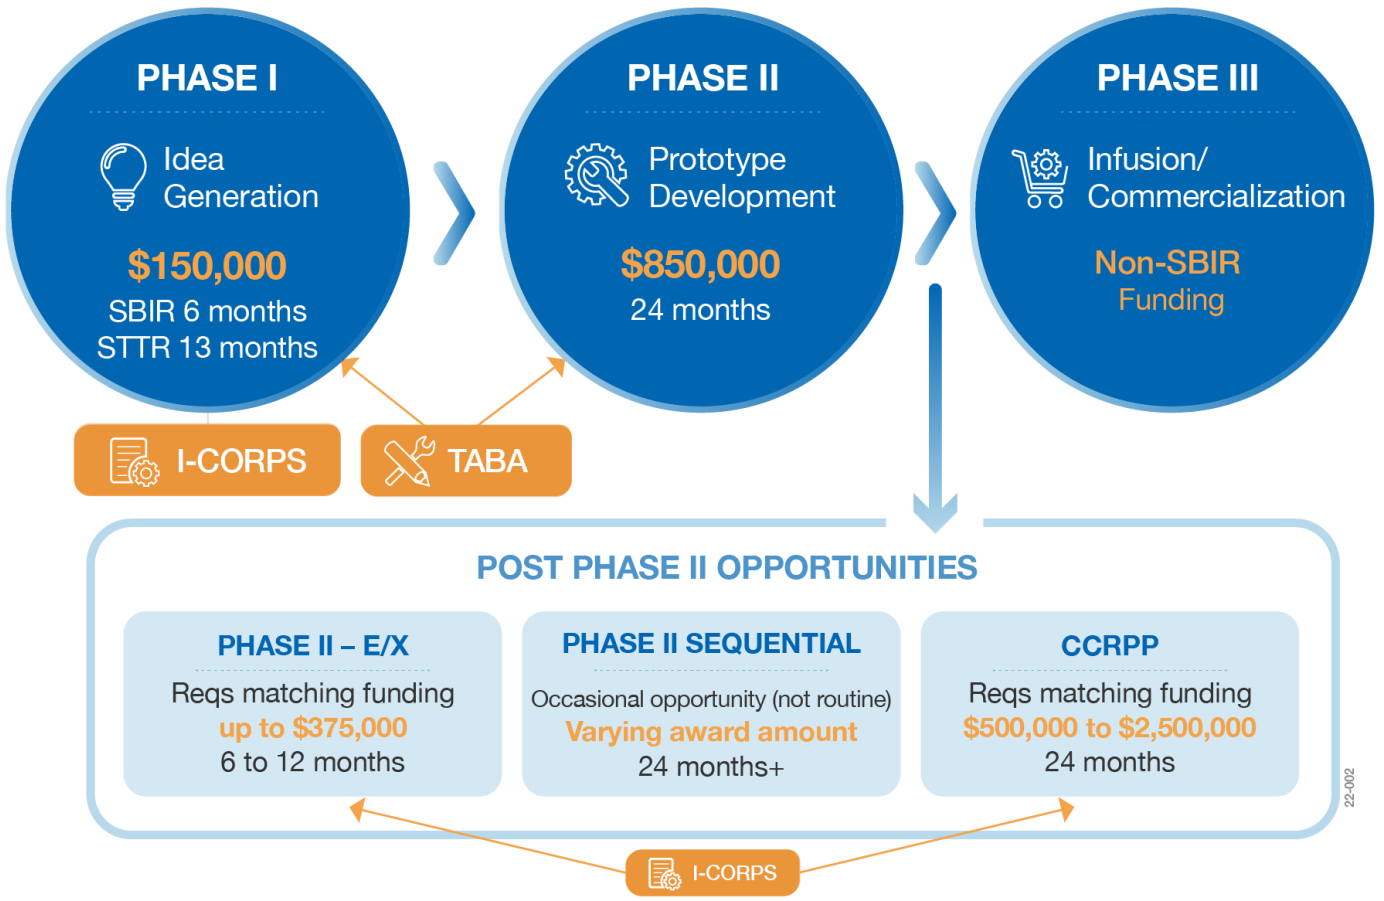 PHASE I
Idea
Generation
$150,000
SBIR 6 months
STTR 13 months
PHASE II
Prototype
Development
$850,000
24 months
PHASE III
Infusion/
Commercialization
Non-SBIR
Funding
I-CORPS
TABA
POST PHASE II OPPORTUNITIES
PHASE II – E/X
Reqs matching funding
up to $375,000
6 to 12 months
PHASE II SEQUENTIAL
Occasional opportunity (not routine)
Varying award amount
24 months+
CCRPP
Reqs matching funding
$500,000 to $2,500,000
24 months
22-002
I-CORPS